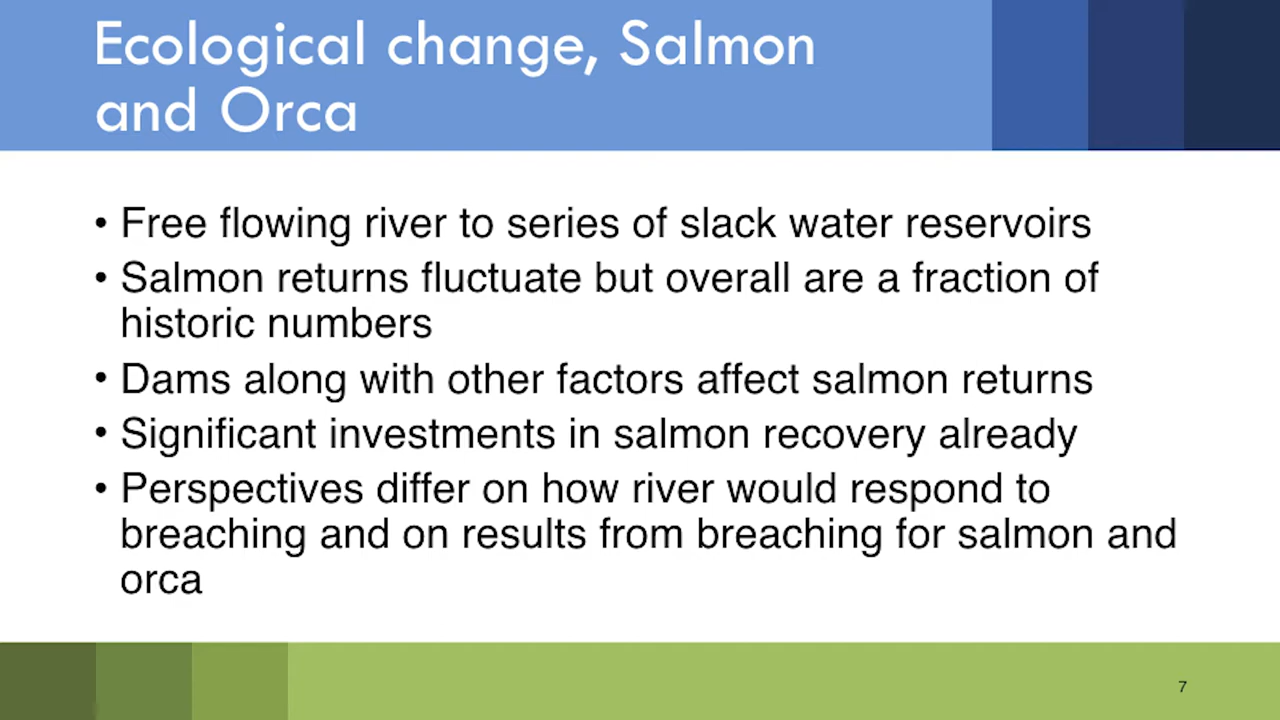 Ecological change, Salmon
and Orca
• Free flowing river to series of slack water reservoirs
• Salmon returns fluctuate but overall are a fraction of
historic numbers
• Dams along with other factors affect salmon returns
• Significant investments in salmon recovery already
• Perspectives differ on how river would respond to
breaching and on results from breaching for salmon and
orca
7